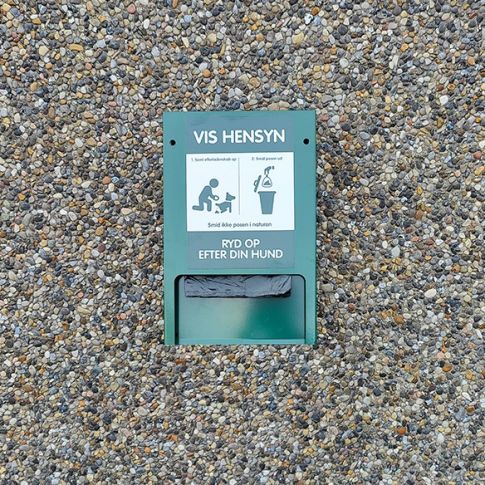 VIS HENSYN
1. Saml efterladenskab op
2. Smid posen ud
Smid ikke posen i naturen
RYD OP
EFTER DIN HUND